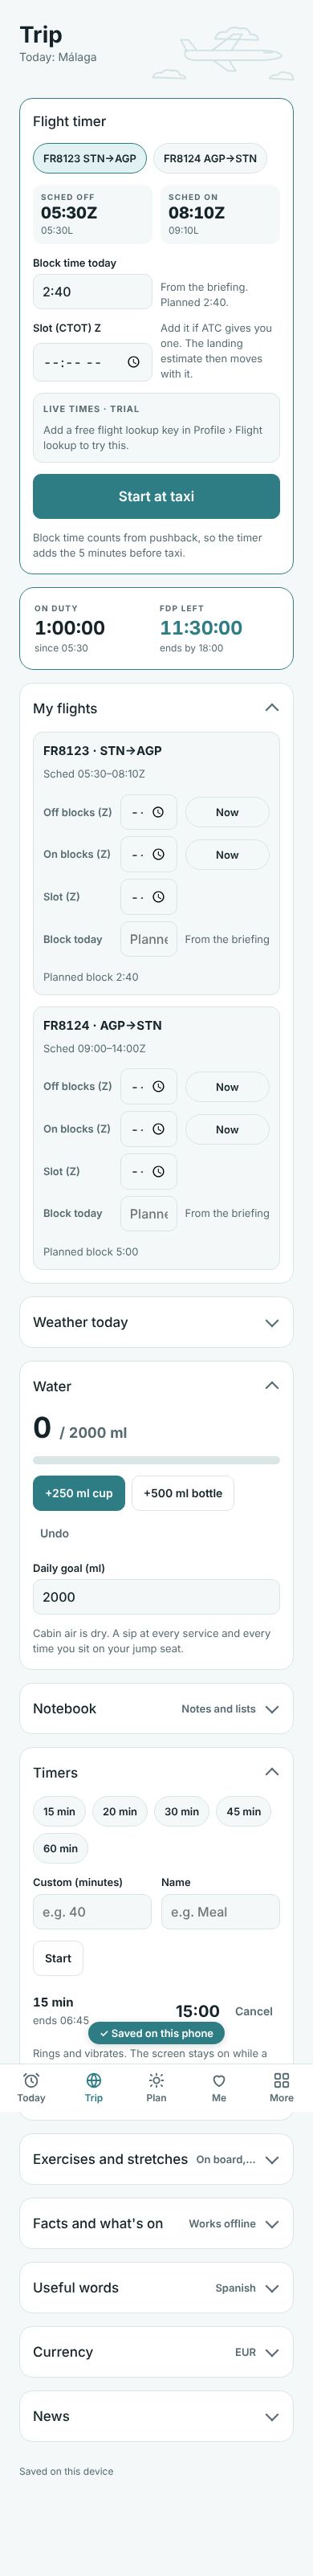 Trip
Today: Málaga
Flight timer
FR8123 STN→AGP
FR8124 AGP→STN
SCHED OFF
05:30Z
05:30L
SCHED ON
08:10Z
09:10L
Block time today
2:40
From the briefing.
Planned 2:40.
Slot (CTOT) Z
--:-- --
Add it if ATC gives you
one. The landing
estimate then moves
with it.
LIVE TIMES · TRIAL
Add a free flight lookup key in Profile › Flight
lookup to try this.
Start at taxi
Block time counts from pushback, so the timer
adds the 5 minutes before taxi.
ON DUTY
1:00:00
since 05:30
FDP LEFT
11:30:00
ends by 18:00
My flights
FR8123 · STN→AGP
Sched 05:30–08:10Z
Off blocks (Z)
Now
On blocks (Z)
Now
Slot (Z)
Block today
Planne
From the briefing
Planned block 2:40
FR8124 · AGP→STN
Sched 09:00–14:00Z
Off blocks (Z)
Now
On blocks (Z)
Now
Slot (Z)
Block today
Planne
From the briefing
Planned block 5:00
Weather today
Water
0 / 2000 ml
+250 ml cup
+500 ml bottle
Undo
Daily goal (ml)
2000
Cabin air is dry. A sip at every service and every
time you sit on your jump seat.
Notebook
Notes and lists
Timers
15 min
20 min
30 min
45 min
60 min
Custom (minutes)
Name
e.g. 40
e.g. Meal
Start
15 min
ends 06:45
15:00
Cancel
✓ Saved on this phone
Rings and vibrates. The screen stays on while a
Today
Trip
Plan
Me
More
Exercises and stretches
On board,...
Facts and what's on
Works offline
Useful words
Spanish
Currency
EUR
News
Saved on this device